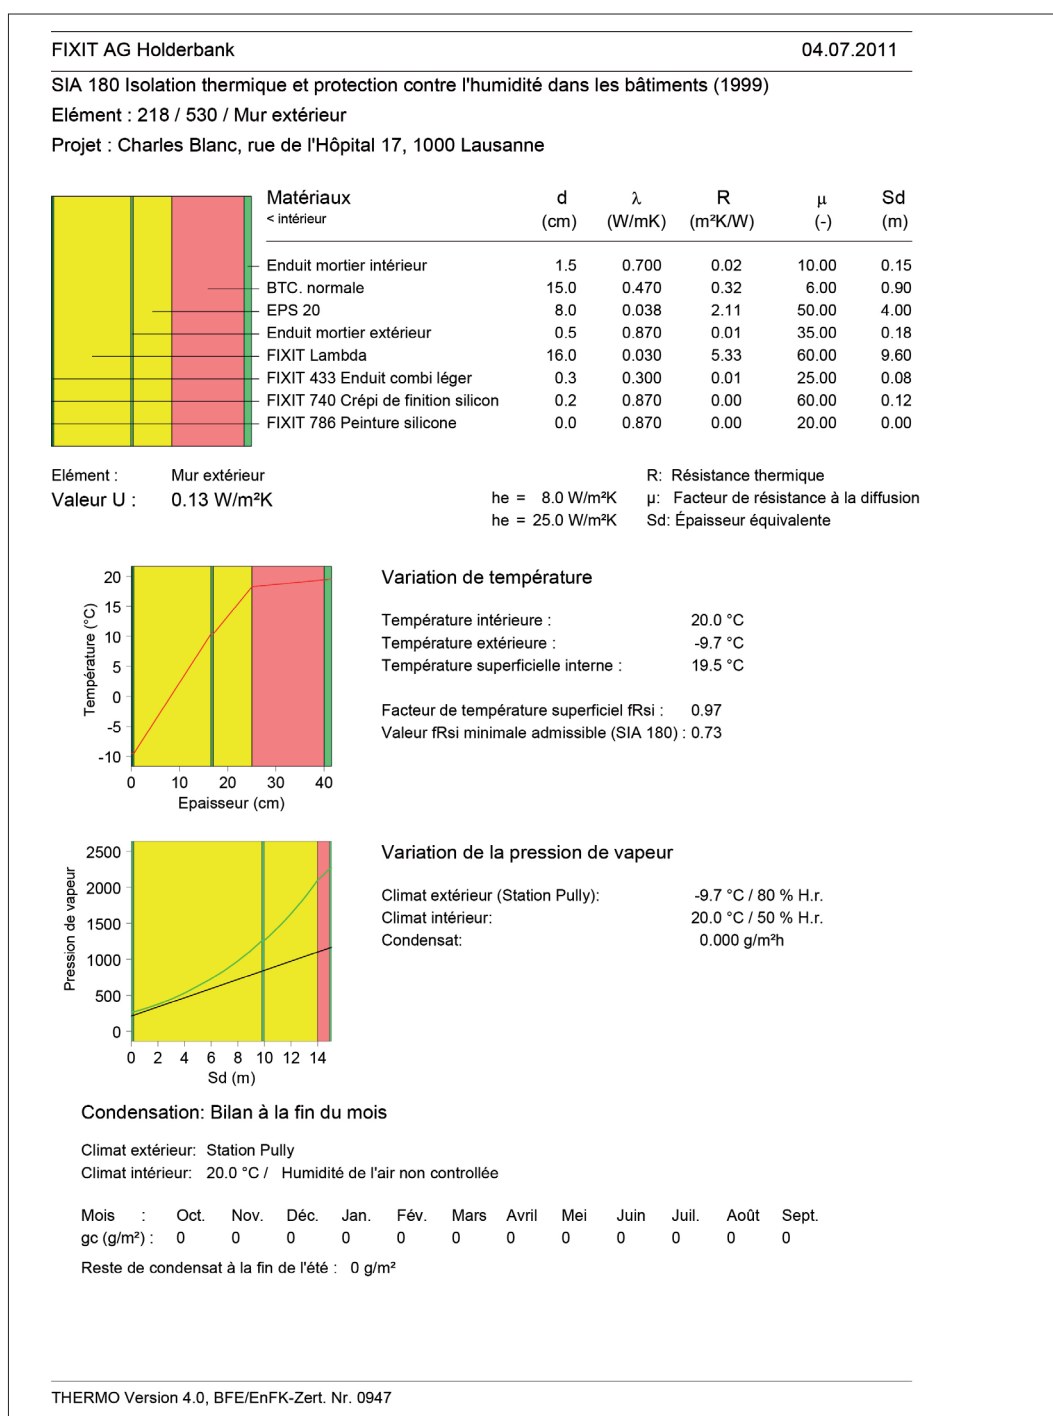 FIXIT AG Holderbank 04.07.2011
SIA 180 Isolation thermique et protection contre l'humidité dans les bâtiments (1999)
Elément : 218 / 530 / Mur extérieur
Projet : Charles Blanc, rue de l'Hôpital 17, 1000 Lausanne
Matériaux d λ R µ Sd
< intérieur (cm) (W/mK) (m²K/W) (-) (m)
Enduit mortier intérieur 1.5 0.700 0.02 10.00 0.15
BTC. normale 15.0 0.470 0.32 6.00 0.90
EPS 20 8.0 0.038 2.11 50.00 4.00
Enduit mortier extérieur 0.5 0.870 0.01 35.00 0.18
FIXIT Lambda 16.0 0.030 5.33 60.00 9.60
FIXIT 433 Enduit combi léger 0.3 0.300 0.01 25.00 0.08
FIXIT 740 Crépi de finition silicon 0.2 0.870 0.00 60.00 0.12
FIXIT 786 Peinture silicone 0.0 0.870 0.00 20.00 0.00
Elément : Mur extérieur R: Résistance thermique
Valeur U : 0.13 W/m²K he = 8.0 W/m²K µ: Facteur de résistance à la diffusion
he = 25.0 W/m²K Sd: Épaisseur équivalente
Variation de température
Température intérieure : 20.0 °C
Température extérieure : -9.7 °C
Température superficielle interne : 19.5 °C
Facteur de température superficiel fRsi : 0.97
Valeur fRsi minimale admissible (SIA 180) : 0.73
Température (°C)
20
15
10
5
0
-5
-10
0 10 20 30 40
Epaisseur (cm)
Variation de la pression de vapeur
Climat extérieur (Station Pully): -9.7 °C / 80 % H.r.
Climat intérieur: 20.0 °C / 50 % H.r.
Condensat: 0.000 g/m²h
Pression de vapeur
2500
2000
1500
1000
500
0
0 2 4 6 8 10 12 14
Sd (m)
Condensation: Bilan à la fin du mois
Climat extérieur: Station Pully
Climat intérieur: 20.0 °C / Humidité de l'air non controllée
Mois : Oct. Nov. Déc. Jan. Fév. Mars Avril Mei Juin Juil. Août Sept.
gc (g/m²) : 0 0 0 0 0 0 0 0 0 0 0 0
Reste de condensat à la fin de l'été : 0 g/m²
THERMO Version 4.0, BFE/EnFK-Zert. Nr. 0947